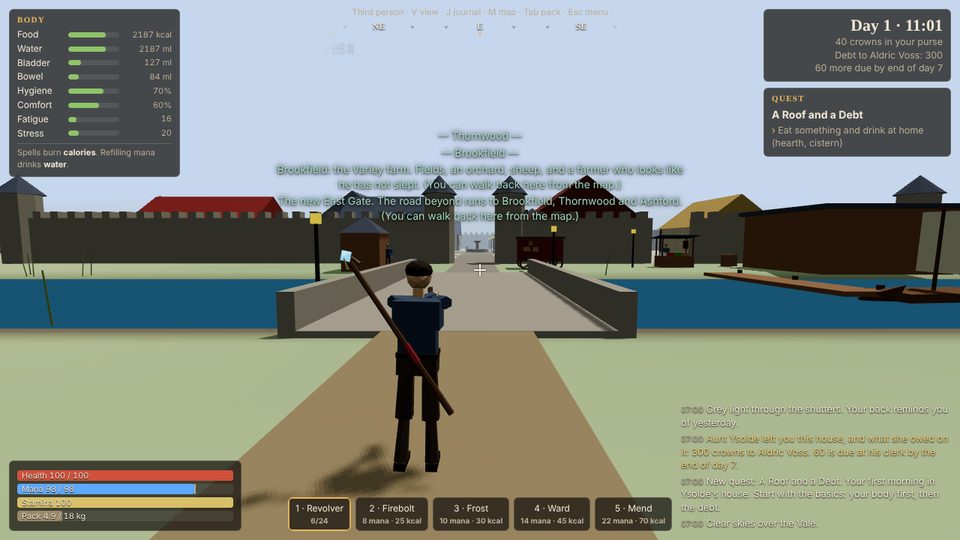 Third person · V view · J journal · M map · Tab pack · Esc menu
NE
E
SE
BODY
Food 2187 kcal
Water 2187 ml
Bladder 127 ml
Bowel 84 ml
Hygiene 70%
Comfort 60%
Fatigue 16
Stress 20
Spells burn calories. Refilling mana
drinks water.
Day 1 · 11:01
40 crowns in your purse
Debt to Aldric Voss: 300
60 more due by end of day 7
QUEST
A Roof and a Debt
› Eat something and drink at home
(hearth, cistern)
— Thornwood —
— Brookfield —
Brookfield: the Varley farm. Fields, an orchard, sheep, and a farmer who looks like
he has not slept. (You can walk back here from the map.)
The new East Gate. The road beyond runs to Brookfield, Thornwood and Ashford.
(You can walk back here from the map.)
07:00 Grey light through the shutters. Your back reminds you
of yesterday.
07:00 Aunt Ysolde left you this house, and what she owed on
it: 300 crowns to Aldric Voss. 60 is due at his clerk by the
end of day 7.
07:00 New quest: A Roof and a Debt. Your first morning in
Ysolde's house. Start with the basics: your body first, then
the debt.
07:00 Clear skies over the Vale.
Health 100 / 100
Mana 98 / 98
Stamina 100
Pack 4.9 / 18 kg
1 · Revolver
6/24
2 · Firebolt
8 mana · 25 kcal
3 · Frost
10 mana · 30 kcal
4 · Ward
14 mana · 45 kcal
5 · Mend
22 mana · 70 kcal